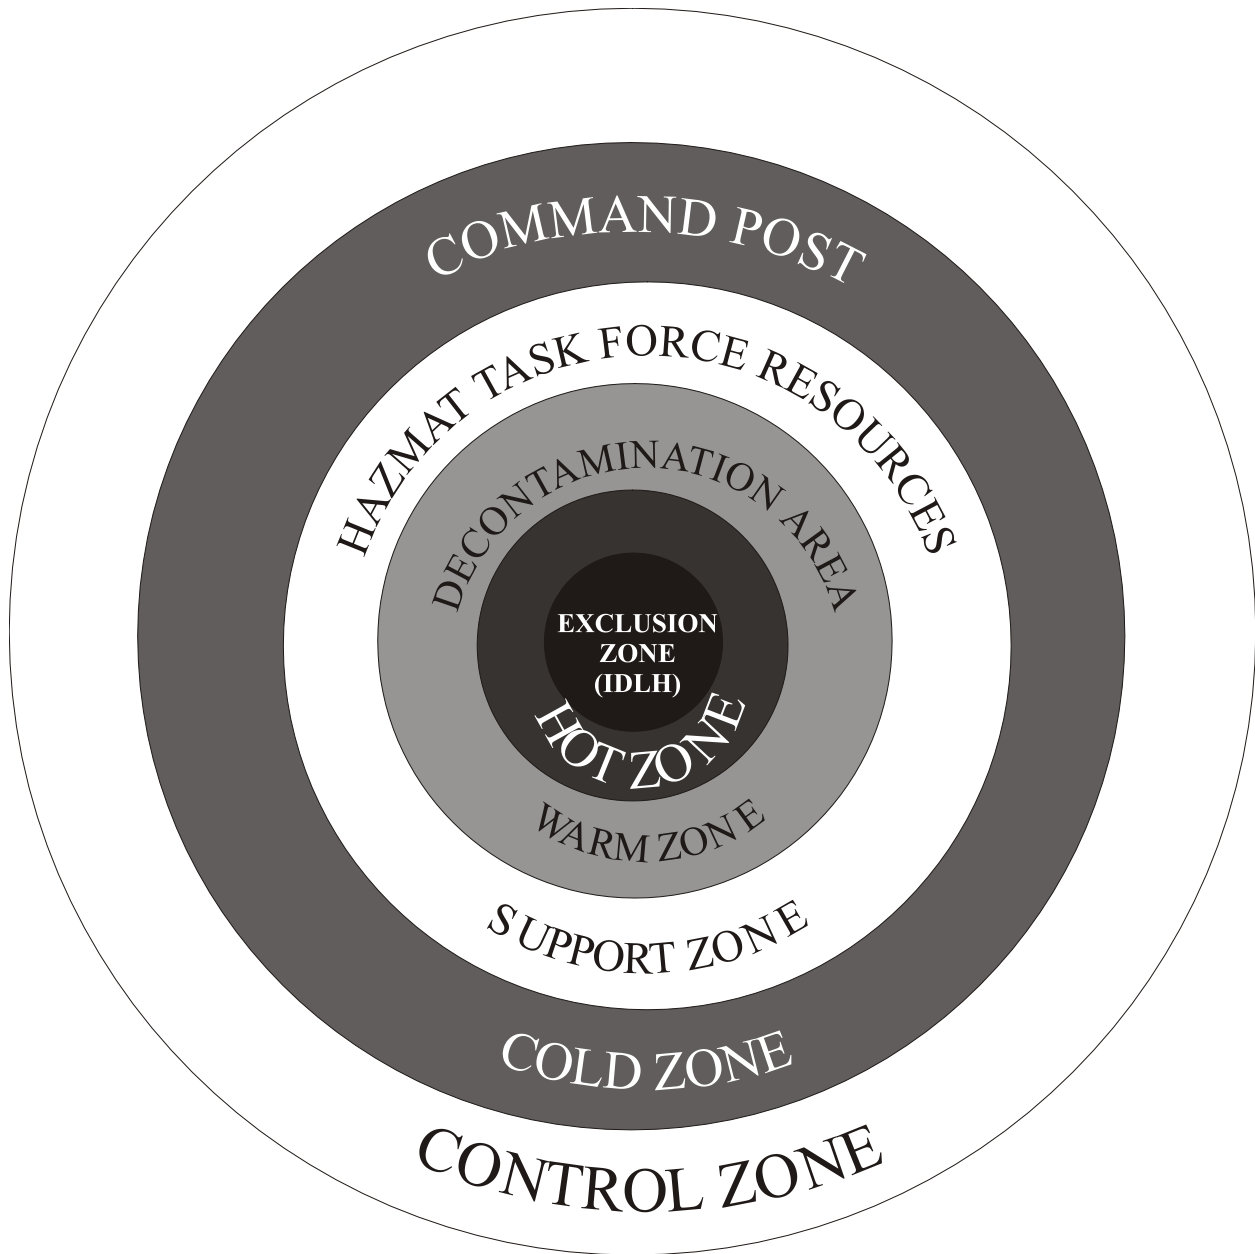 COMMAND POST
HAZMAT TASK FORCE RESOURCES
DECONTAMINATION AREA
EXCLUSION
ZONE
(IDLH)
HOT ZONE
WARM ZONE
SUPPORT ZONE
COLD ZONE
CONTROL ZONE